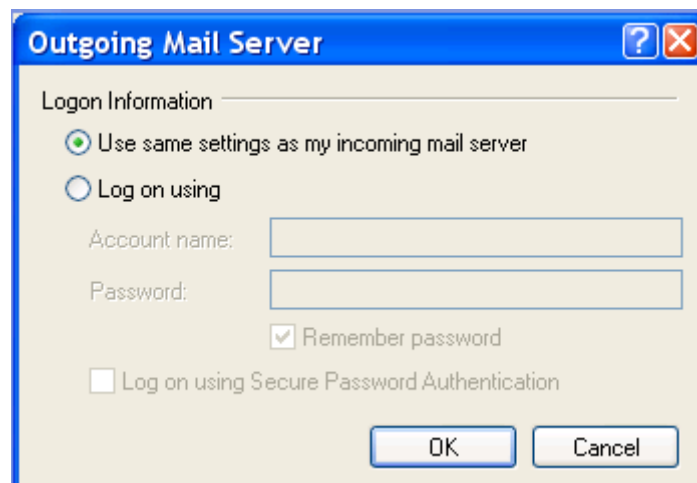 Outgoing Mail Server
Logon Information
Use same settings as my incoming mail server
Log on using
Account name:
Password:
Remember password
Log on using Secure Password Authentication
OK Cancel